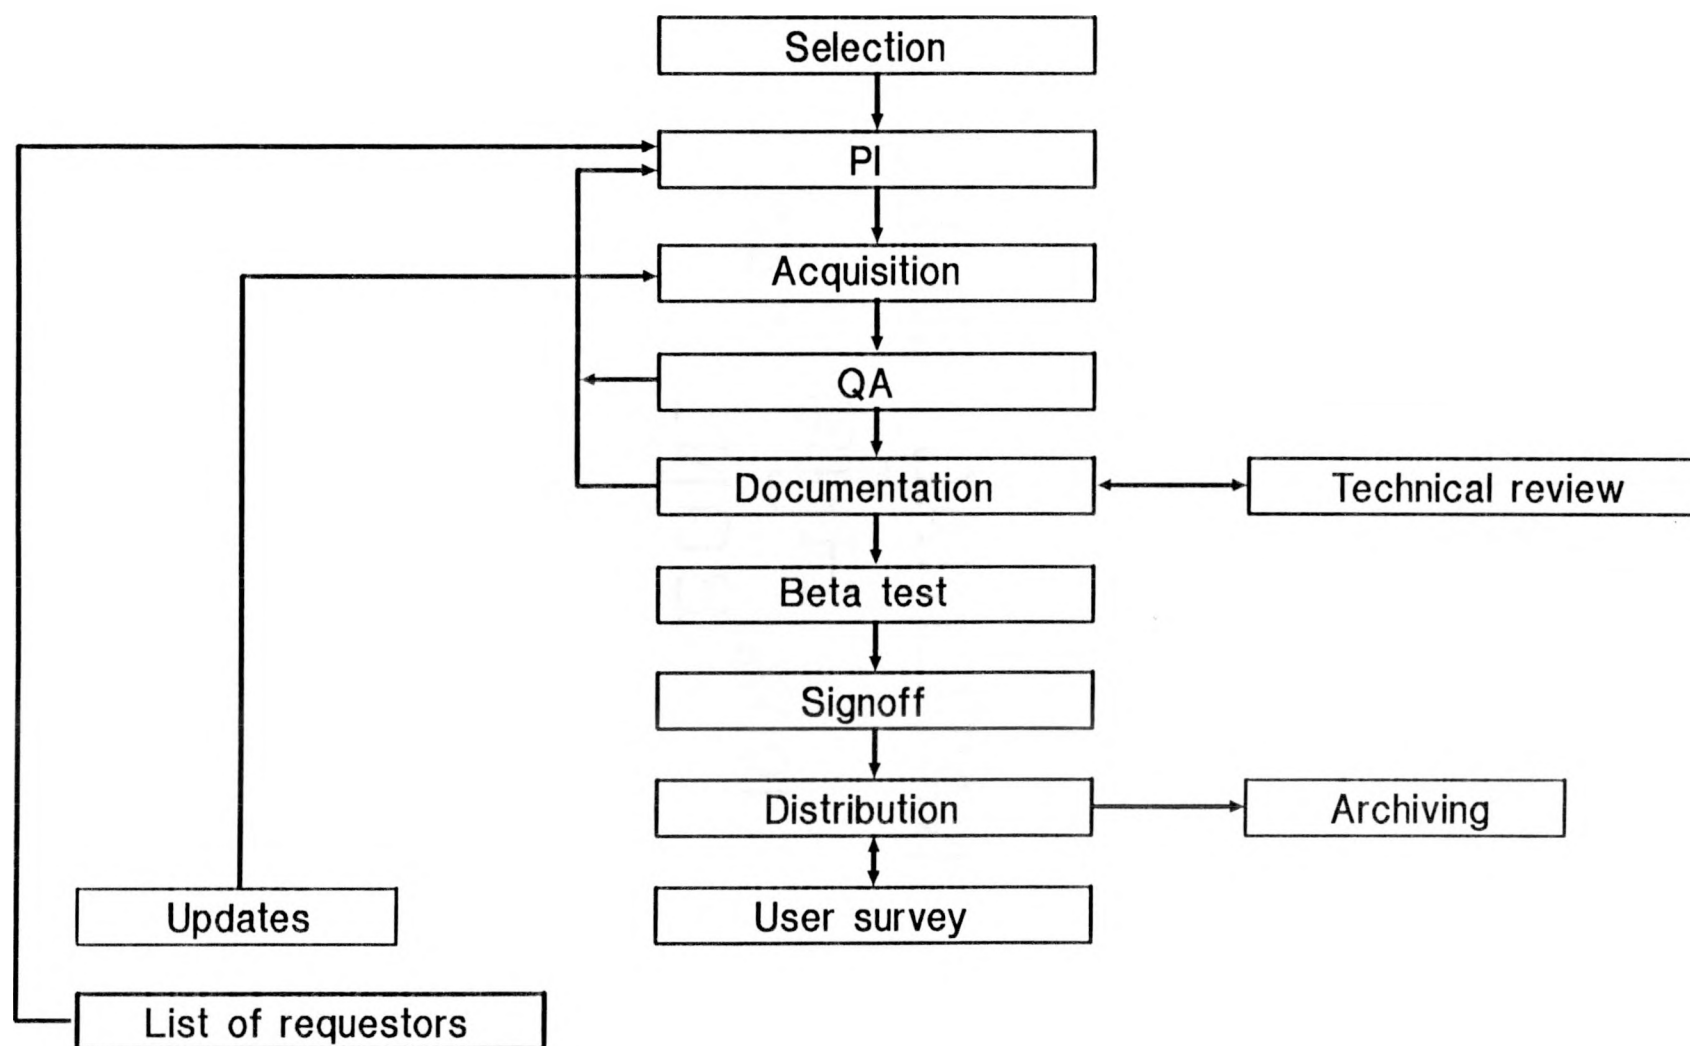 Selection
PI
Acquisition
QA
Documentation
Technical review
Beta test
Signoff
Distribution
Archiving
Updates
User survey
List of requestors